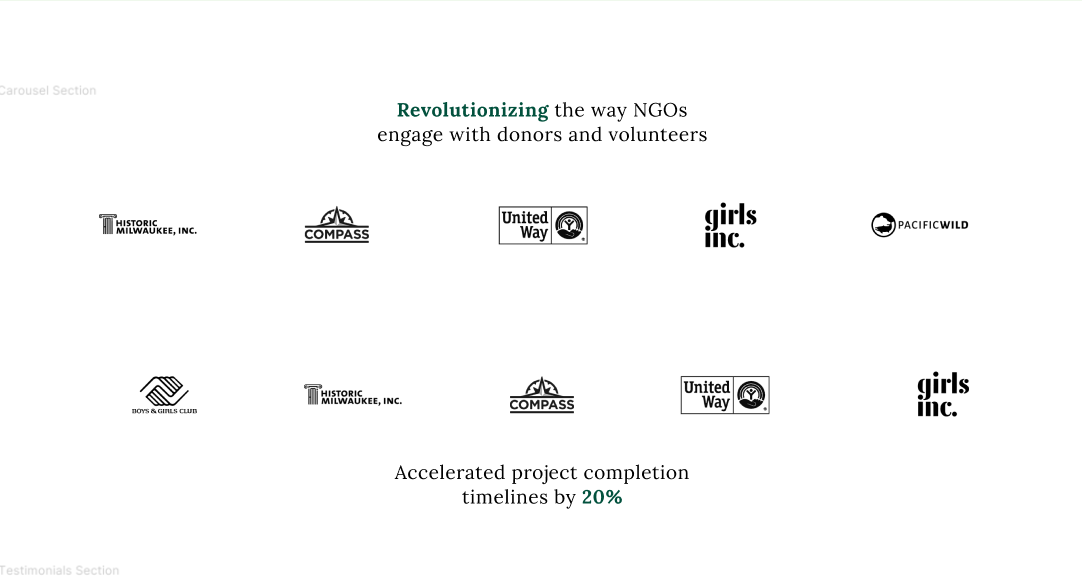 Carousel Section
Revolutionizing the way NGOs
engage with donors and volunteers
HISTORIC
MILWAUKEE, INC.
COMPASS
United
Way
girls
inc.
PACIFICWILD
BOYS & GIRLS CLUB
HISTORIC
MILWAUKEE, INC.
COMPASS
United
Way
girls
inc.
Accelerated project completion
timelines by 20%
Testimonials Section